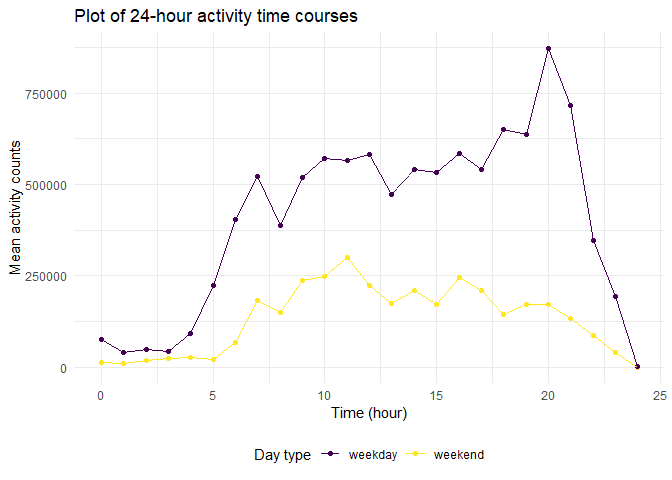 Plot of 24-hour activity time courses
Mean activity counts
750000
500000
250000
0
0 5 10 15 20 25
Time (hour)
Day type weekday weekend